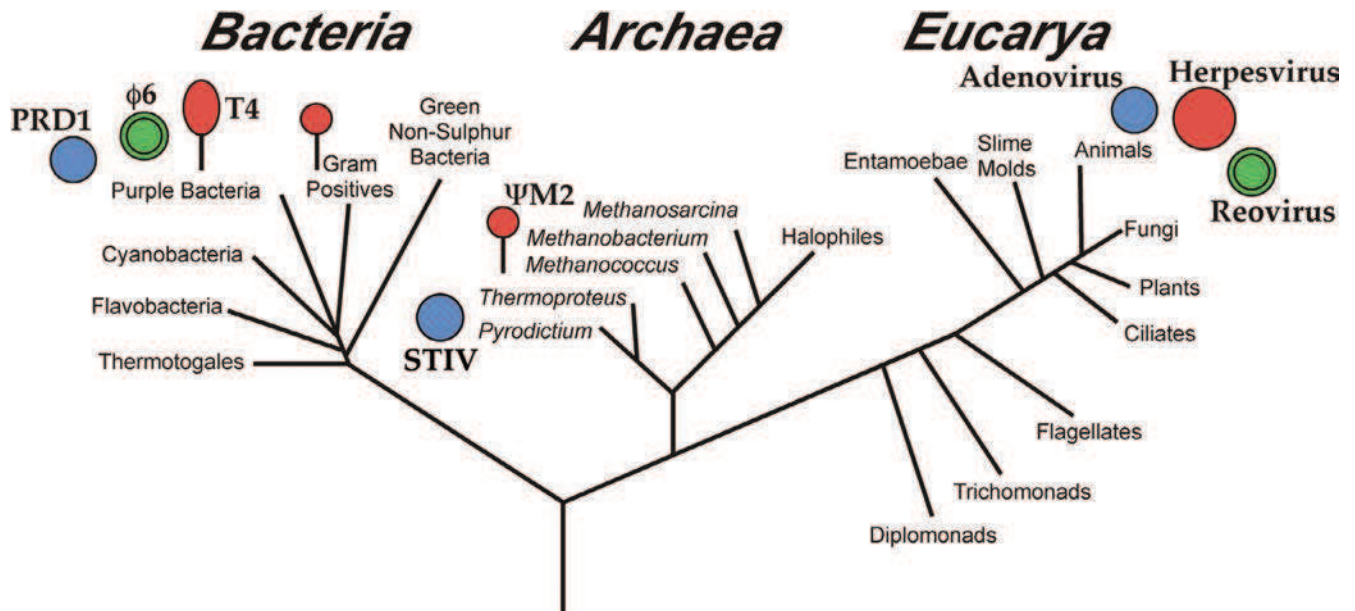 Bacteria
Archaea
Eucarya
PRD1
ϕ6
T4
Green
Non-Sulphur
Bacteria
Gram
Positives
Purple Bacteria
Cyanobacteria
Flavobacteria
Thermotogales
ΨM2
STIV
Methanosarcina
Methanobacterium
Methanococcus
Thermoproteus
Pyrodictium
Halophiles
Adenovirus
Herpesvirus
Reovirus
Entamoebae
Slime
Molds
Animals
Fungi
Plants
Ciliates
Flagellates
Trichomonads
Diplomonads